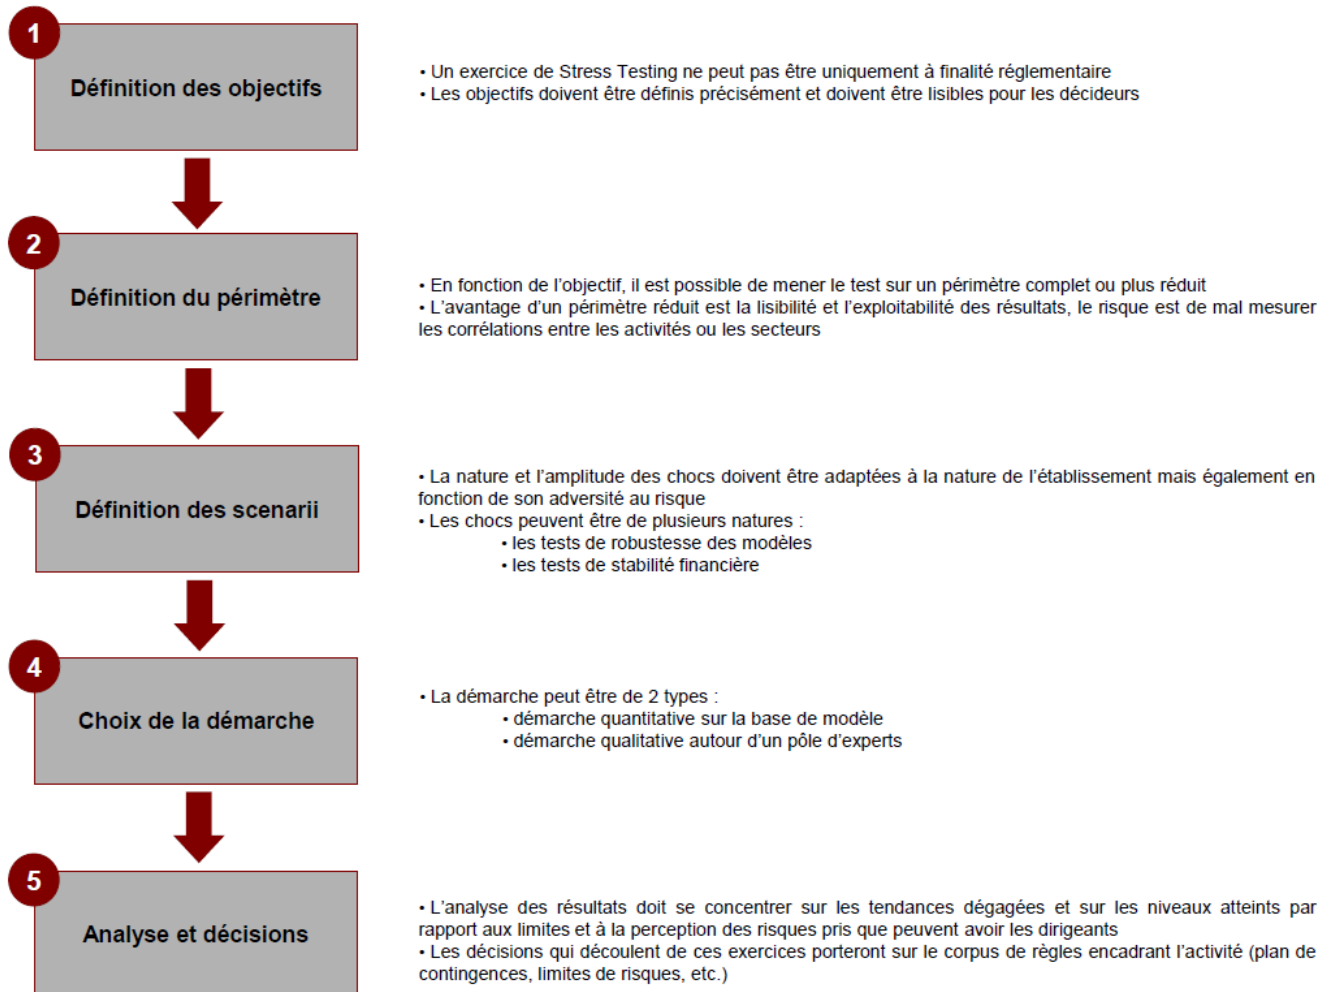 1
Définition des objectifs
• Un exercice de Stress Testing ne peut pas être uniquement à finalité réglementaire
• Les objectifs doivent être définis précisément et doivent être lisibles pour les décideurs
2
Définition du périmètre
• En fonction de l'objectif, il est possible de mener le test sur un périmètre complet ou plus réduit
• L'avantage d'un périmètre réduit est la lisibilité et l'exploitabilité des résultats, le risque est de mal mesurer
les corrélations entre les activités ou les secteurs
3
Définition des scenarii
• La nature et l'amplitude des chocs doivent être adaptées à la nature de l'établissement mais également en
fonction de son adversité au risque
• Les chocs peuvent être de plusieurs natures :
• les tests de robustesse des modèles
• les tests de stabilité financière
4
Choix de la démarche
• La démarche peut être de 2 types :
• démarche quantitative sur la base de modèle
• démarche qualitative autour d'un pôle d'experts
5
Analyse et décisions
• L'analyse des résultats doit se concentrer sur les tendances dégagées et sur les niveaux atteints par
rapport aux limites et à la perception des risques pris que peuvent avoir les dirigeants
• Les décisions qui découlent de ces exercices porteront sur le corpus de règles encadrant l'activité (plan de
contingences, limites de risques, etc.)